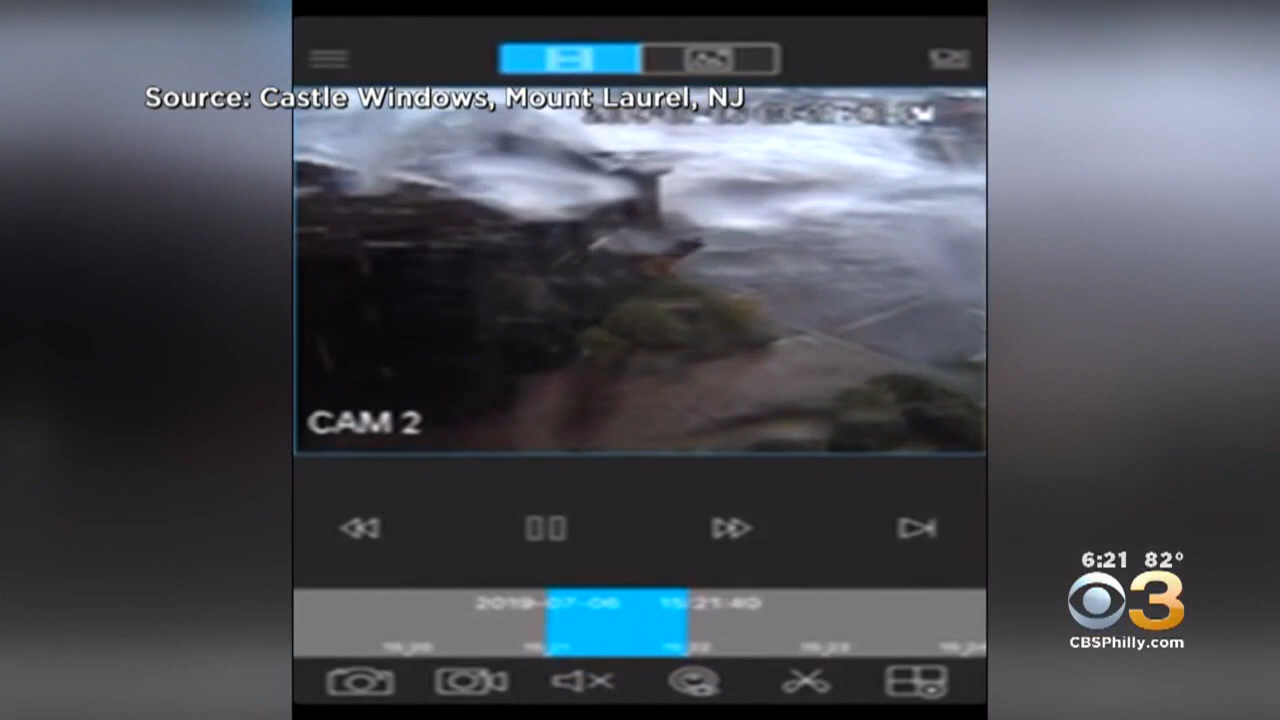 Source: Castle Windows, Mount Laurel, NJ
CAM 2
2019-07-06 15:21:40
6:21 82°
3
CBSPhilly.com